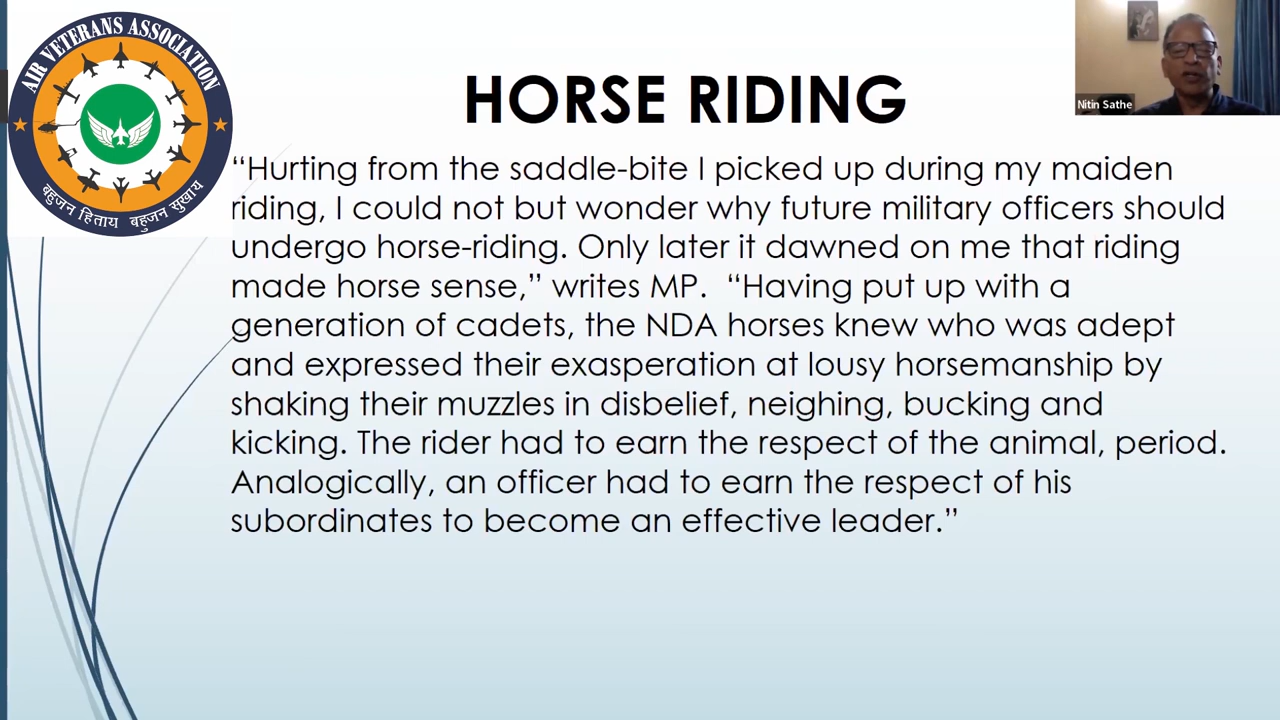 AIR VETERANS ASSOCIATION
बहुजन हिताय बहुजन सुखाय
HORSE RIDING
Nitin Sathe
“Hurting from the saddle-bite I picked up during my maiden
riding, I could not but wonder why future military officers should
undergo horse-riding. Only later it dawned on me that riding
made horse sense,” writes MP.  “Having put up with a
generation of cadets, the NDA horses knew who was adept
and expressed their exasperation at lousy horsemanship by
shaking their muzzles in disbelief, neighing, bucking and
kicking. The rider had to earn the respect of the animal, period.
Analogically, an officer had to earn the respect of his
subordinates to become an effective leader.”